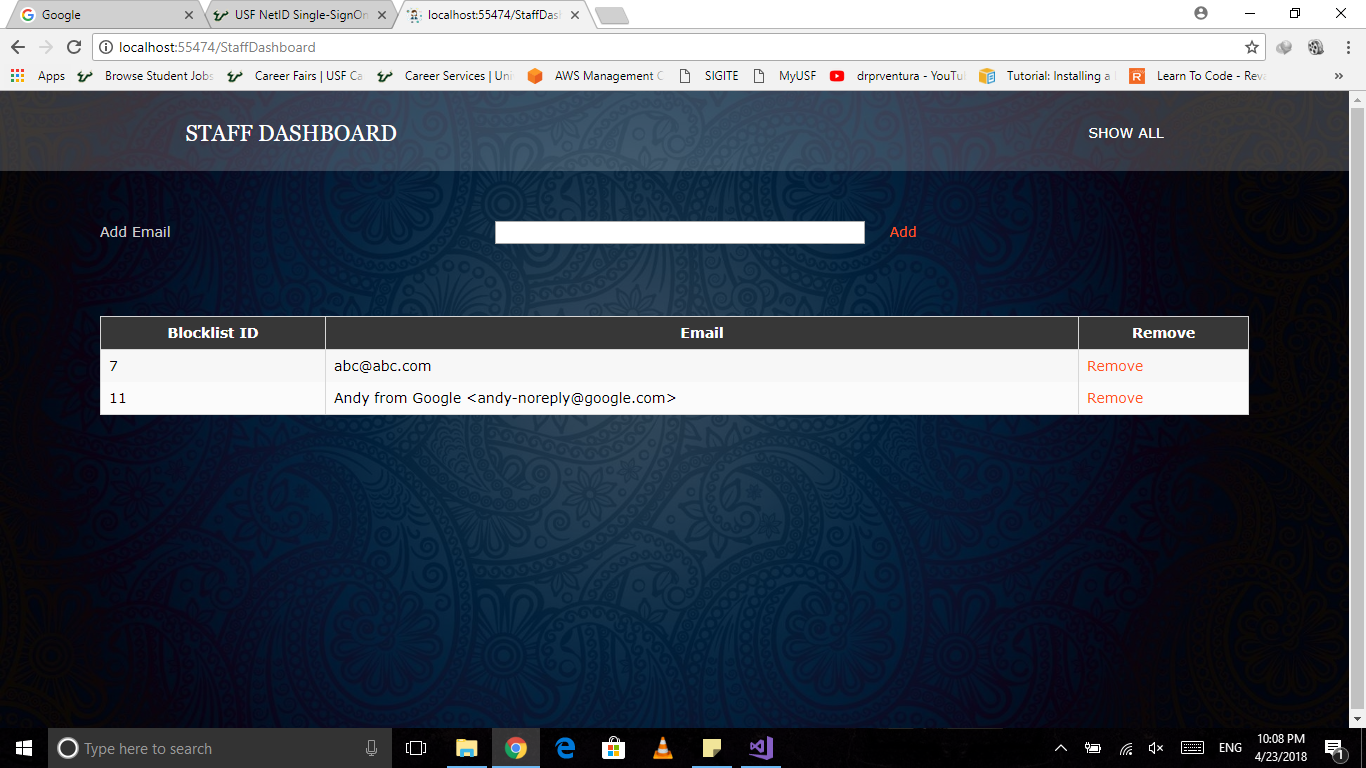 Google
USF NetID Single-SignOn
localhost:55474/StaffDas
localhost:55474/StaffDashboard
Apps
Browse Student Jobs
Career Fairs | USF Ca
Career Services | Uni
AWS Management C
SIGITE
MyUSF
drprventura - YouTu
Tutorial: Installing a
Learn To Code - Rev
»
STAFF DASHBOARD
SHOW ALL
Add Email
Add
Blocklist ID Email Remove
7 abc@abc.com Remove
11 Andy from Google <andy-noreply@google.com> Remove
Type here to search
ENG
10:08 PM
4/23/2018
1